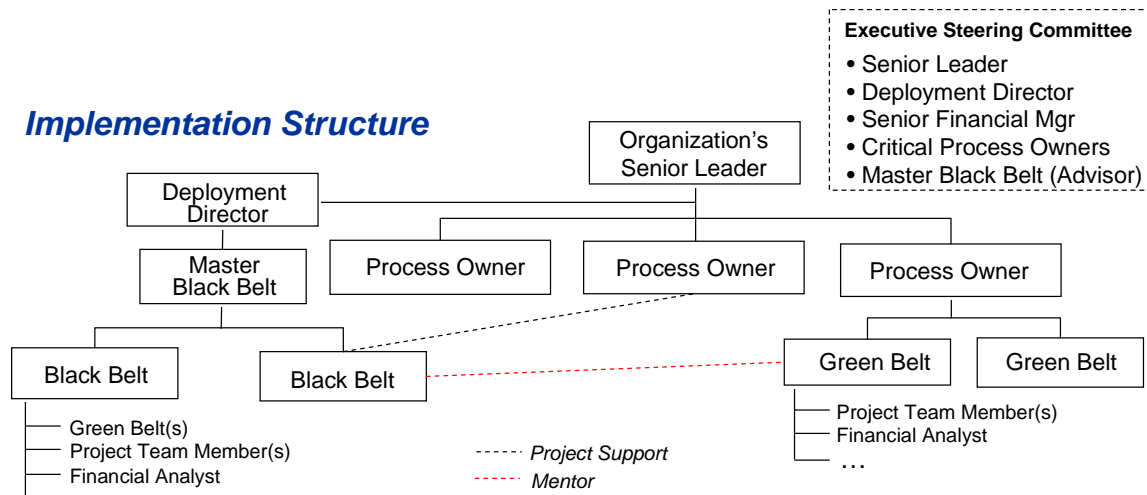 Executive Steering Committee
• Senior Leader
• Deployment Director
• Senior Financial Mgr
• Critical Process Owners
• Master Black Belt (Advisor)
Implementation Structure
Organization's
Senior Leader
Deployment
Director
Master
Black Belt
Process Owner
Process Owner
Process Owner
Black Belt
Black Belt
Green Belt
Green Belt
Green Belt(s)
Project Team Member(s)
Financial Analyst
Project Support
Mentor
Project Team Member(s)
Financial Analyst
...